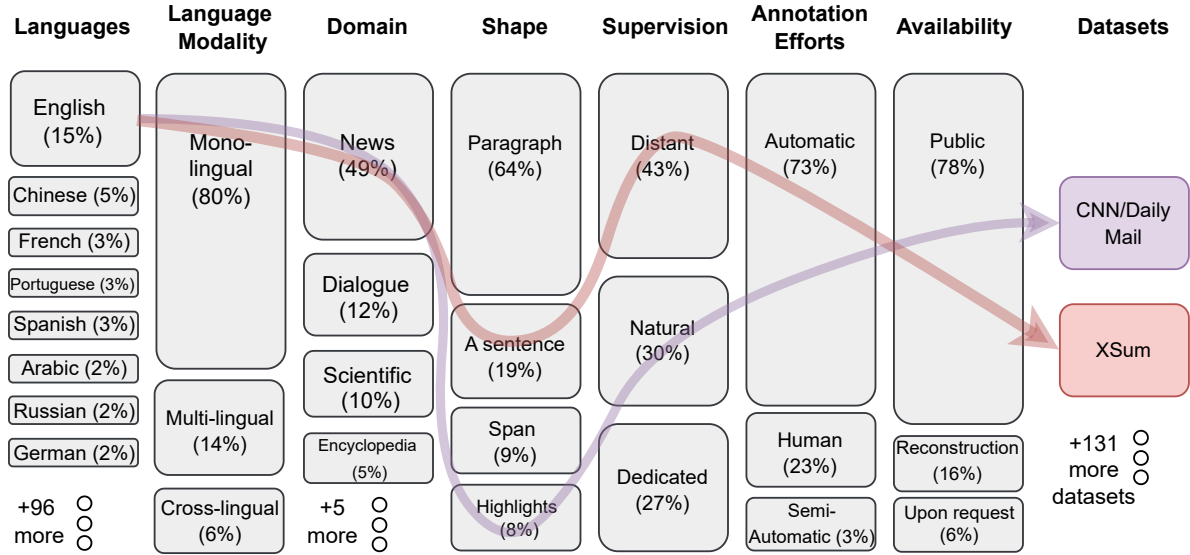 Languages
Language
Modality
Domain
Shape
Supervision
Annotation
Efforts
Availability
Datasets
English
(15%)
Chinese (5%)
French (3%)
Portuguese (3%)
Spanish (3%)
Arabic (2%)
Russian (2%)
German (2%)
+96
more
Mono-
lingual
(80%)
Multi-lingual
(14%)
Cross-lingual
(6%)
News
(49%)
Dialogue
(12%)
Scientific
(10%)
Encyclopedia
(5%)
+5
more
Paragraph
(64%)
A sentence
(19%)
Span
(9%)
Highlights
(8%)
Distant
(43%)
Natural
(30%)
Dedicated
(27%)
Automatic
(73%)
Human
(23%)
Semi-
Automatic (3%)
Public
(78%)
Reconstruction
(16%)
Upon request
(6%)
CNN/Daily
Mail
XSum
+131
more
datasets